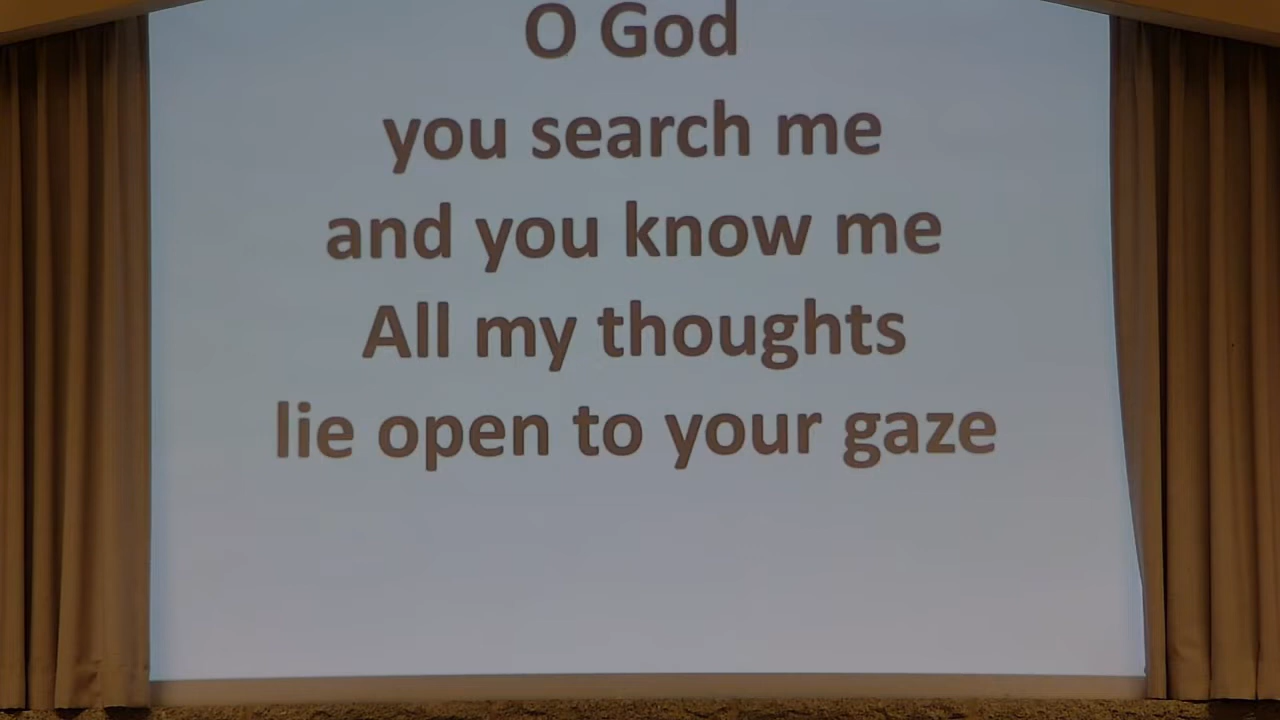 O God
you search me
and you know me
All my thoughts
lie open to your gaze